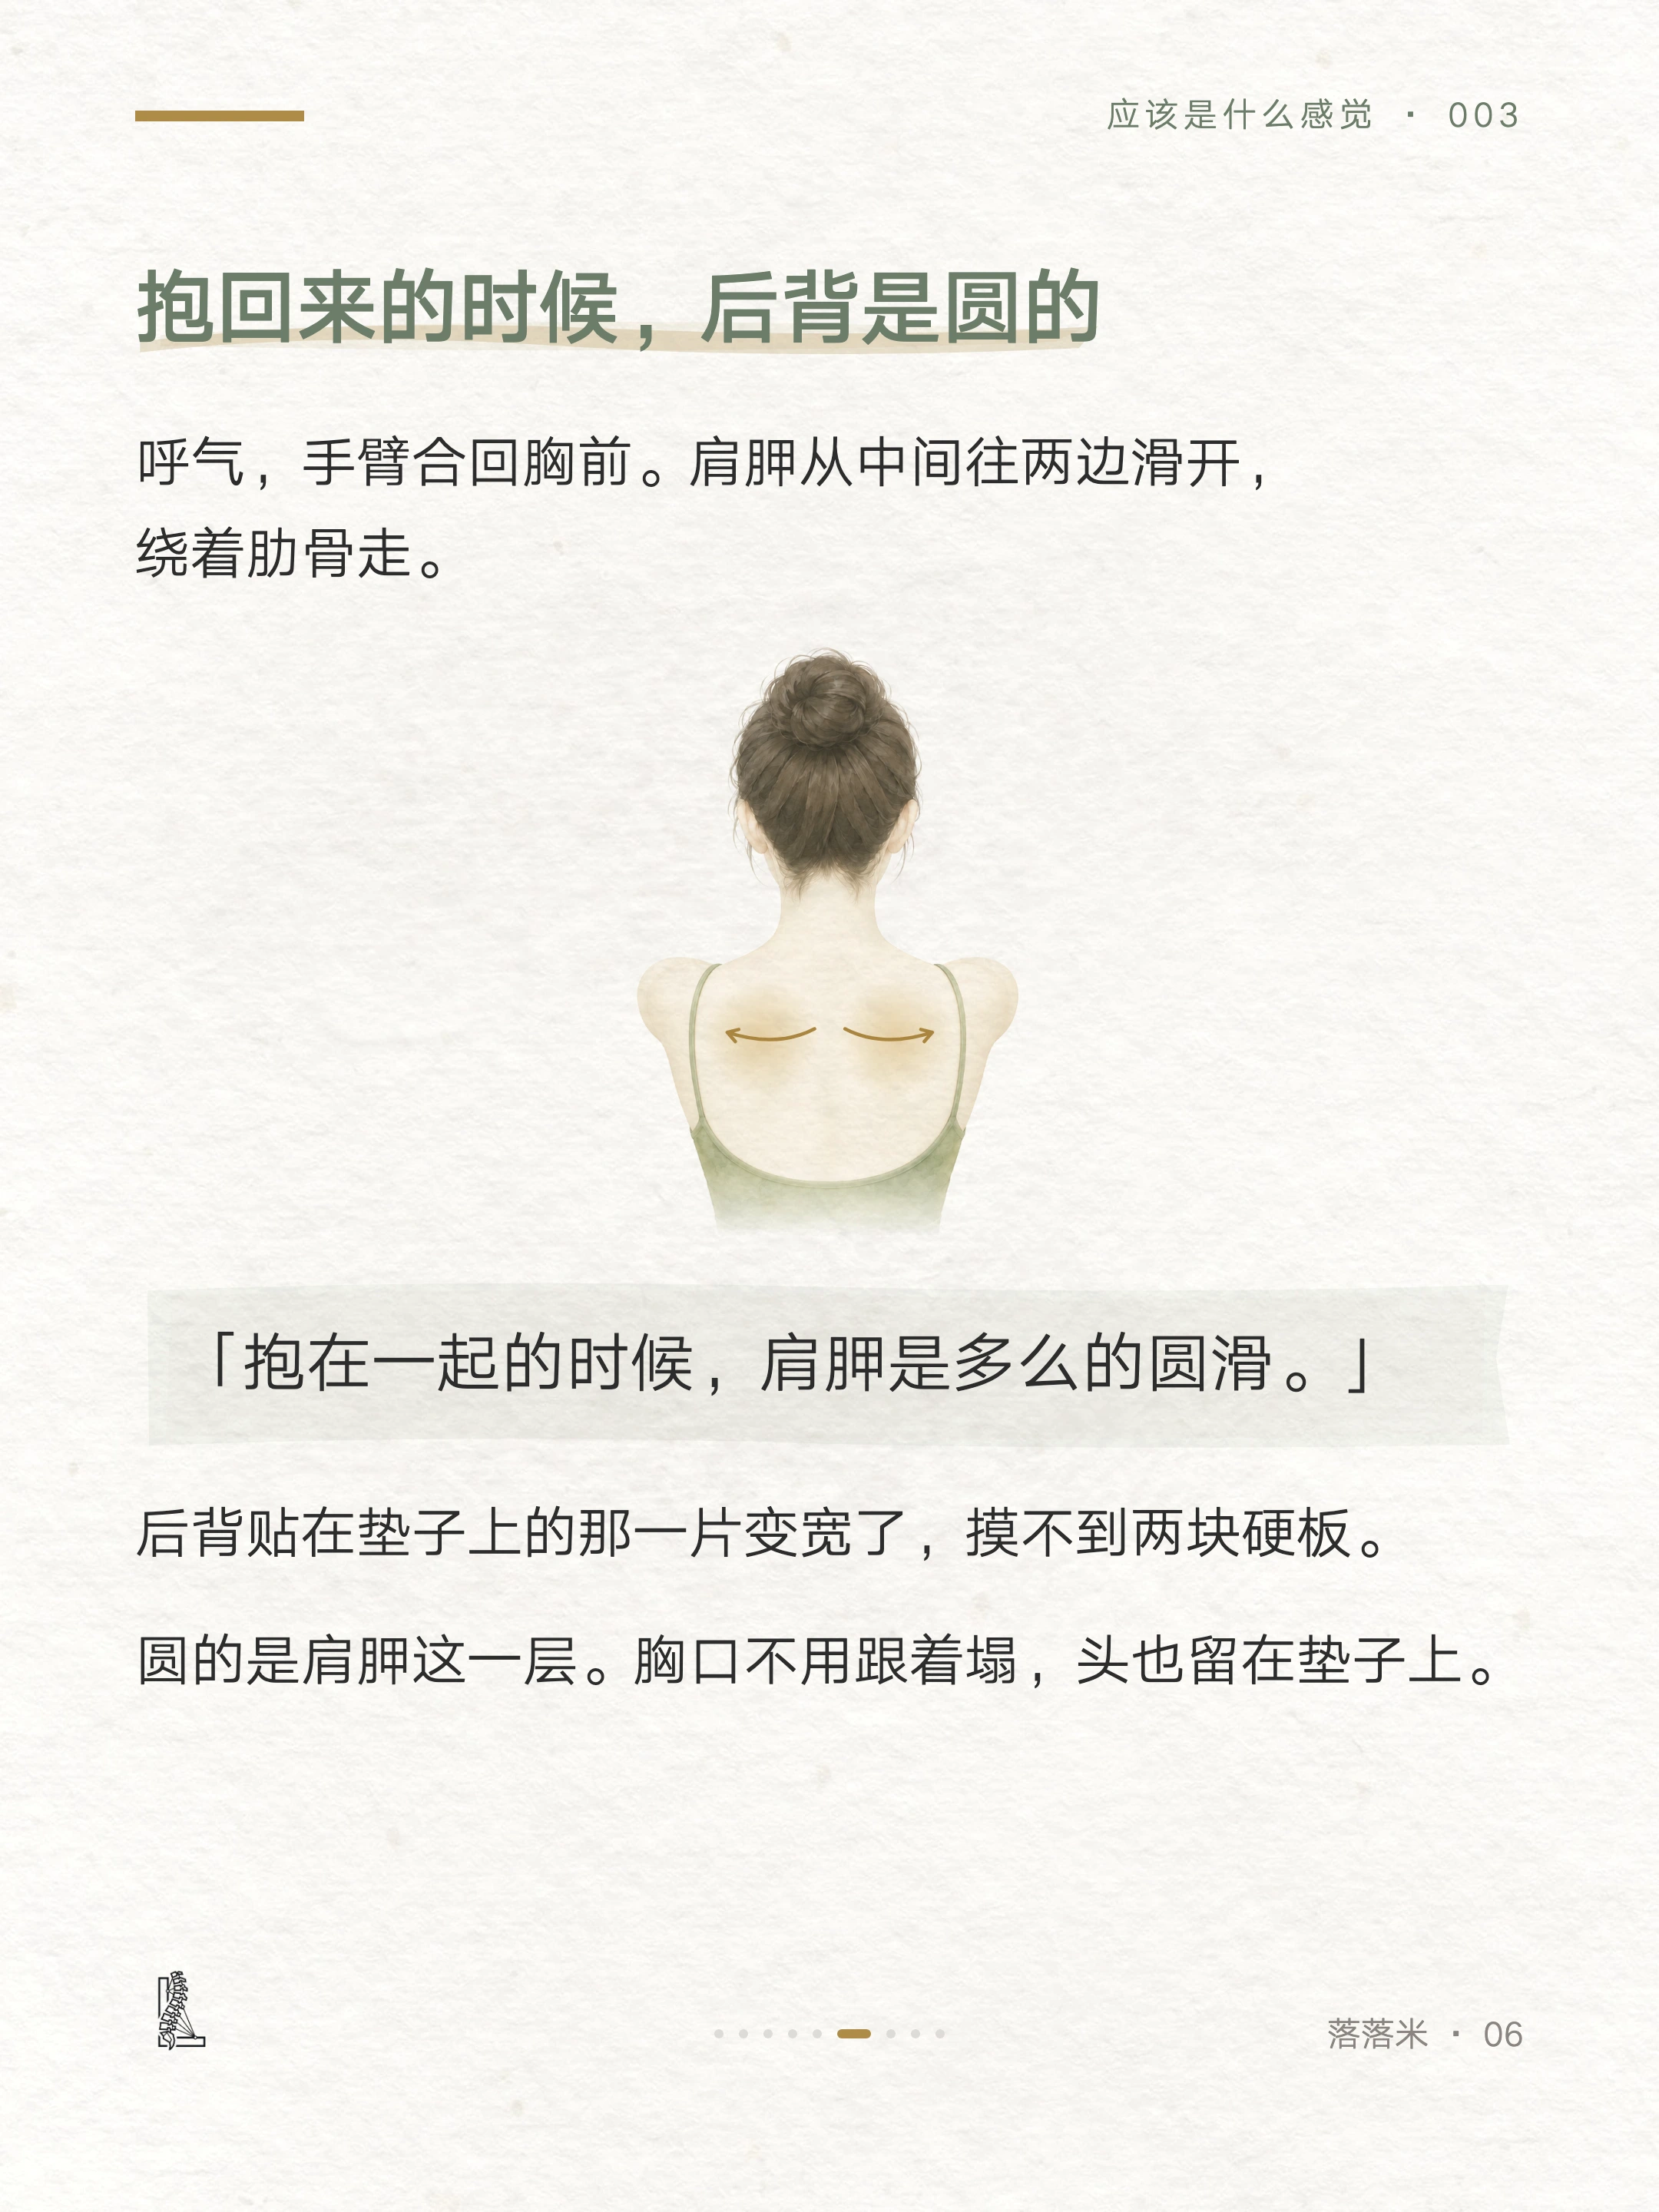 应该是什么感觉 · 003
抱回来的时候，后背是圆的
呼气，手臂合回胸前。肩胛从中间往两边滑开，
绕着肋骨走。
「抱在一起的时候，肩胛是多么的圆滑。」
后背贴在垫子上的那一片变宽了，摸不到两块硬板。
圆的是肩胛这一层。胸口不用跟着塌，头也留在垫子上。
落落米 · 06